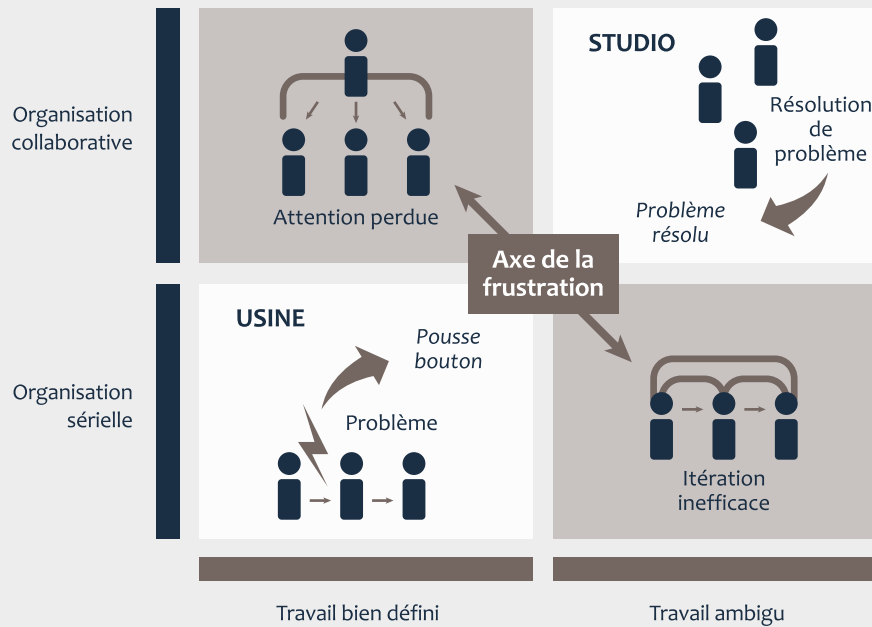 Organisation
collaborative
Attention perdue
STUDIO
Résolution
de
problème
Problème
résolu
Axe de la
frustration
Organisation
sérielle
USINE
Pousse
bouton
Problème
Itération
inefficace
Travail bien défini
Travail ambigu